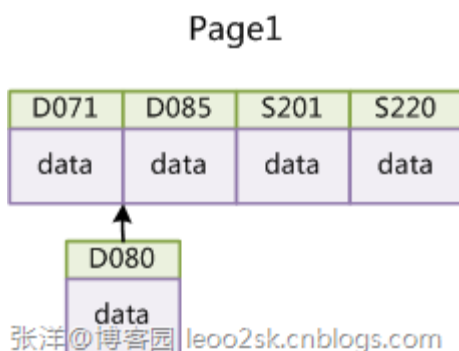 Page1
D071 D085 S201 S220
data data data data
D080
data
张洋@博客园 leoo2sk.cnblogs.com